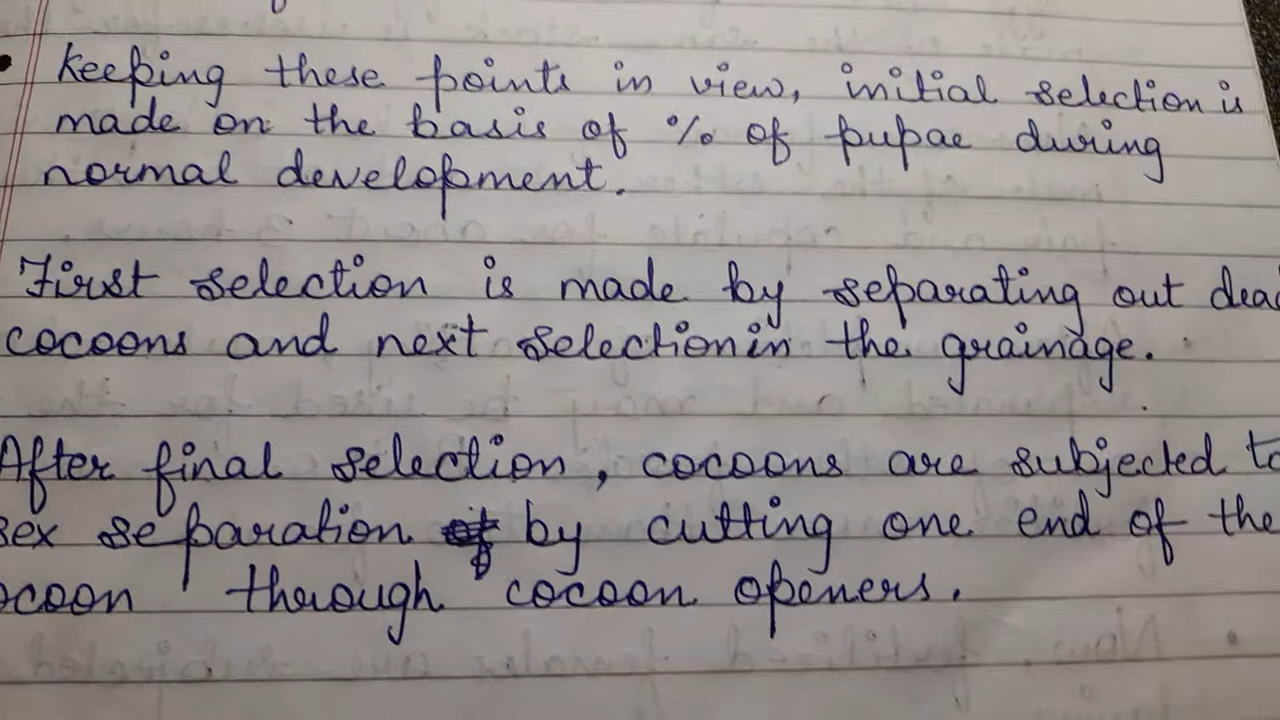 • Keeping these points in view, initial selection is
made on the basis of % of pupae during
normal development.
First selection is made by separating out dea
cocoons and next selection in the grainage.
After final selection, cocoons are subjected to
sex separation by cutting one end of the
ocoon through cocoon openers.